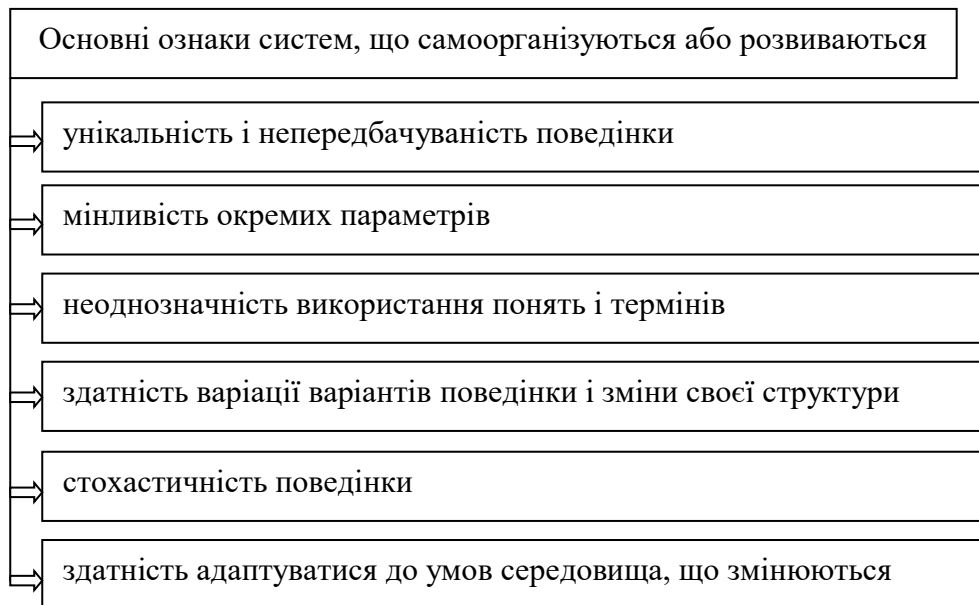 Основні ознаки систем, що самоорганізуються або розвиваються
унікальність і непередбачуваність поведінки
мінливість окремих параметрів
неоднозначність використання понять і термінів
здатність варіації варіантів поведінки і зміни своєї структури
стохастичність поведінки
здатність адаптуватися до умов середовища, що змінюються